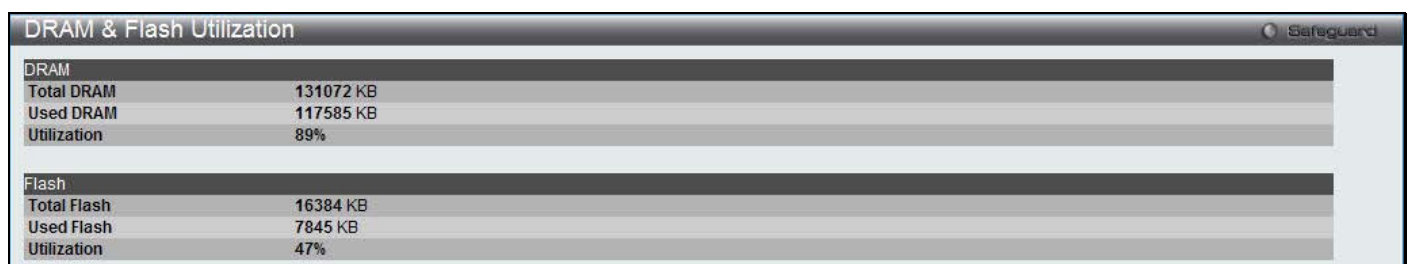 DRAM & Flash Utilization
Safeguard
DRAM
Total DRAM 131072 KB
Used DRAM 117585 KB
Utilization 89%
Flash
Total Flash 16384 KB
Used Flash 7845 KB
Utilization 47%